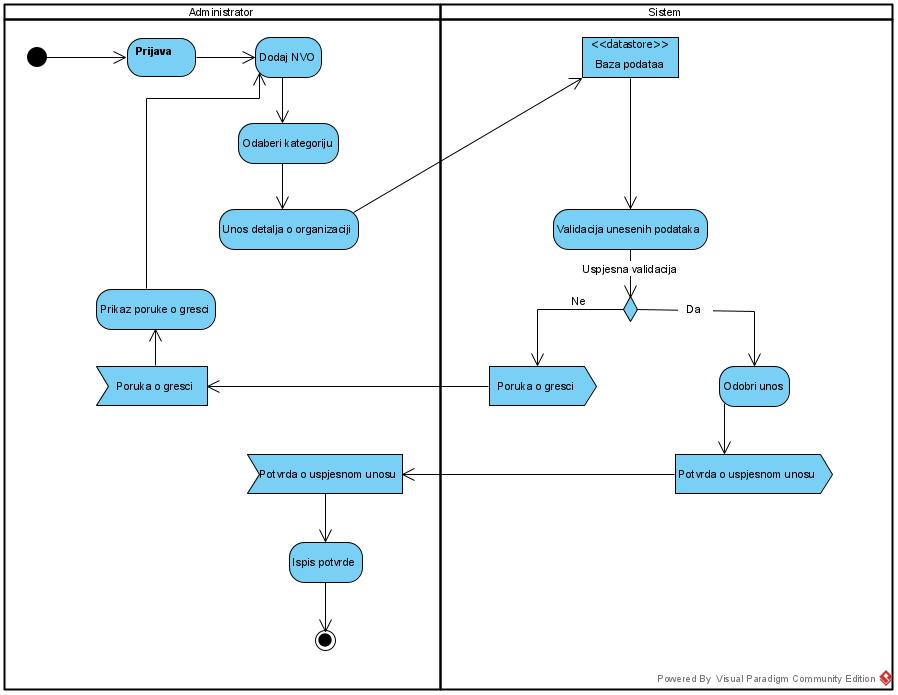 Administrator
Sistem
Prijava
Dodaj NVO
<<datastore>>
Baza podataa
Odaberi kategoriju
Unos detalja o organizaciji
Validacija unesenih podataka
Uspjesna validacija
Ne
Da
Prikaz poruke o gresci
Poruka o gresci
Poruka o gresci
Odobri unos
Potvrda o uspjesnom unosu
Potvrda o uspjesnom unosu
Ispis potvrde
Powered By Visual Paradigm Community Edition